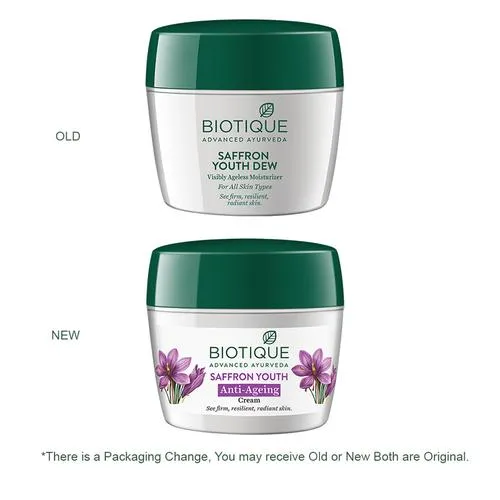 OLD
BIOTIQUE
ADVANCED AYURVEDA
SAFFRON
YOUTH DEW
Visibly Ageless Moisturizer
For All Skin Types
See firm, resilient,
radiant skin.
NEW
BIOTIQUE
ADVANCED AYURVEDA
SAFFRON YOUTH
Anti-Ageing
Cream
See firm, resilient, radiant skin.
*There is a Packaging Change, You may receive Old or New Both are Original.